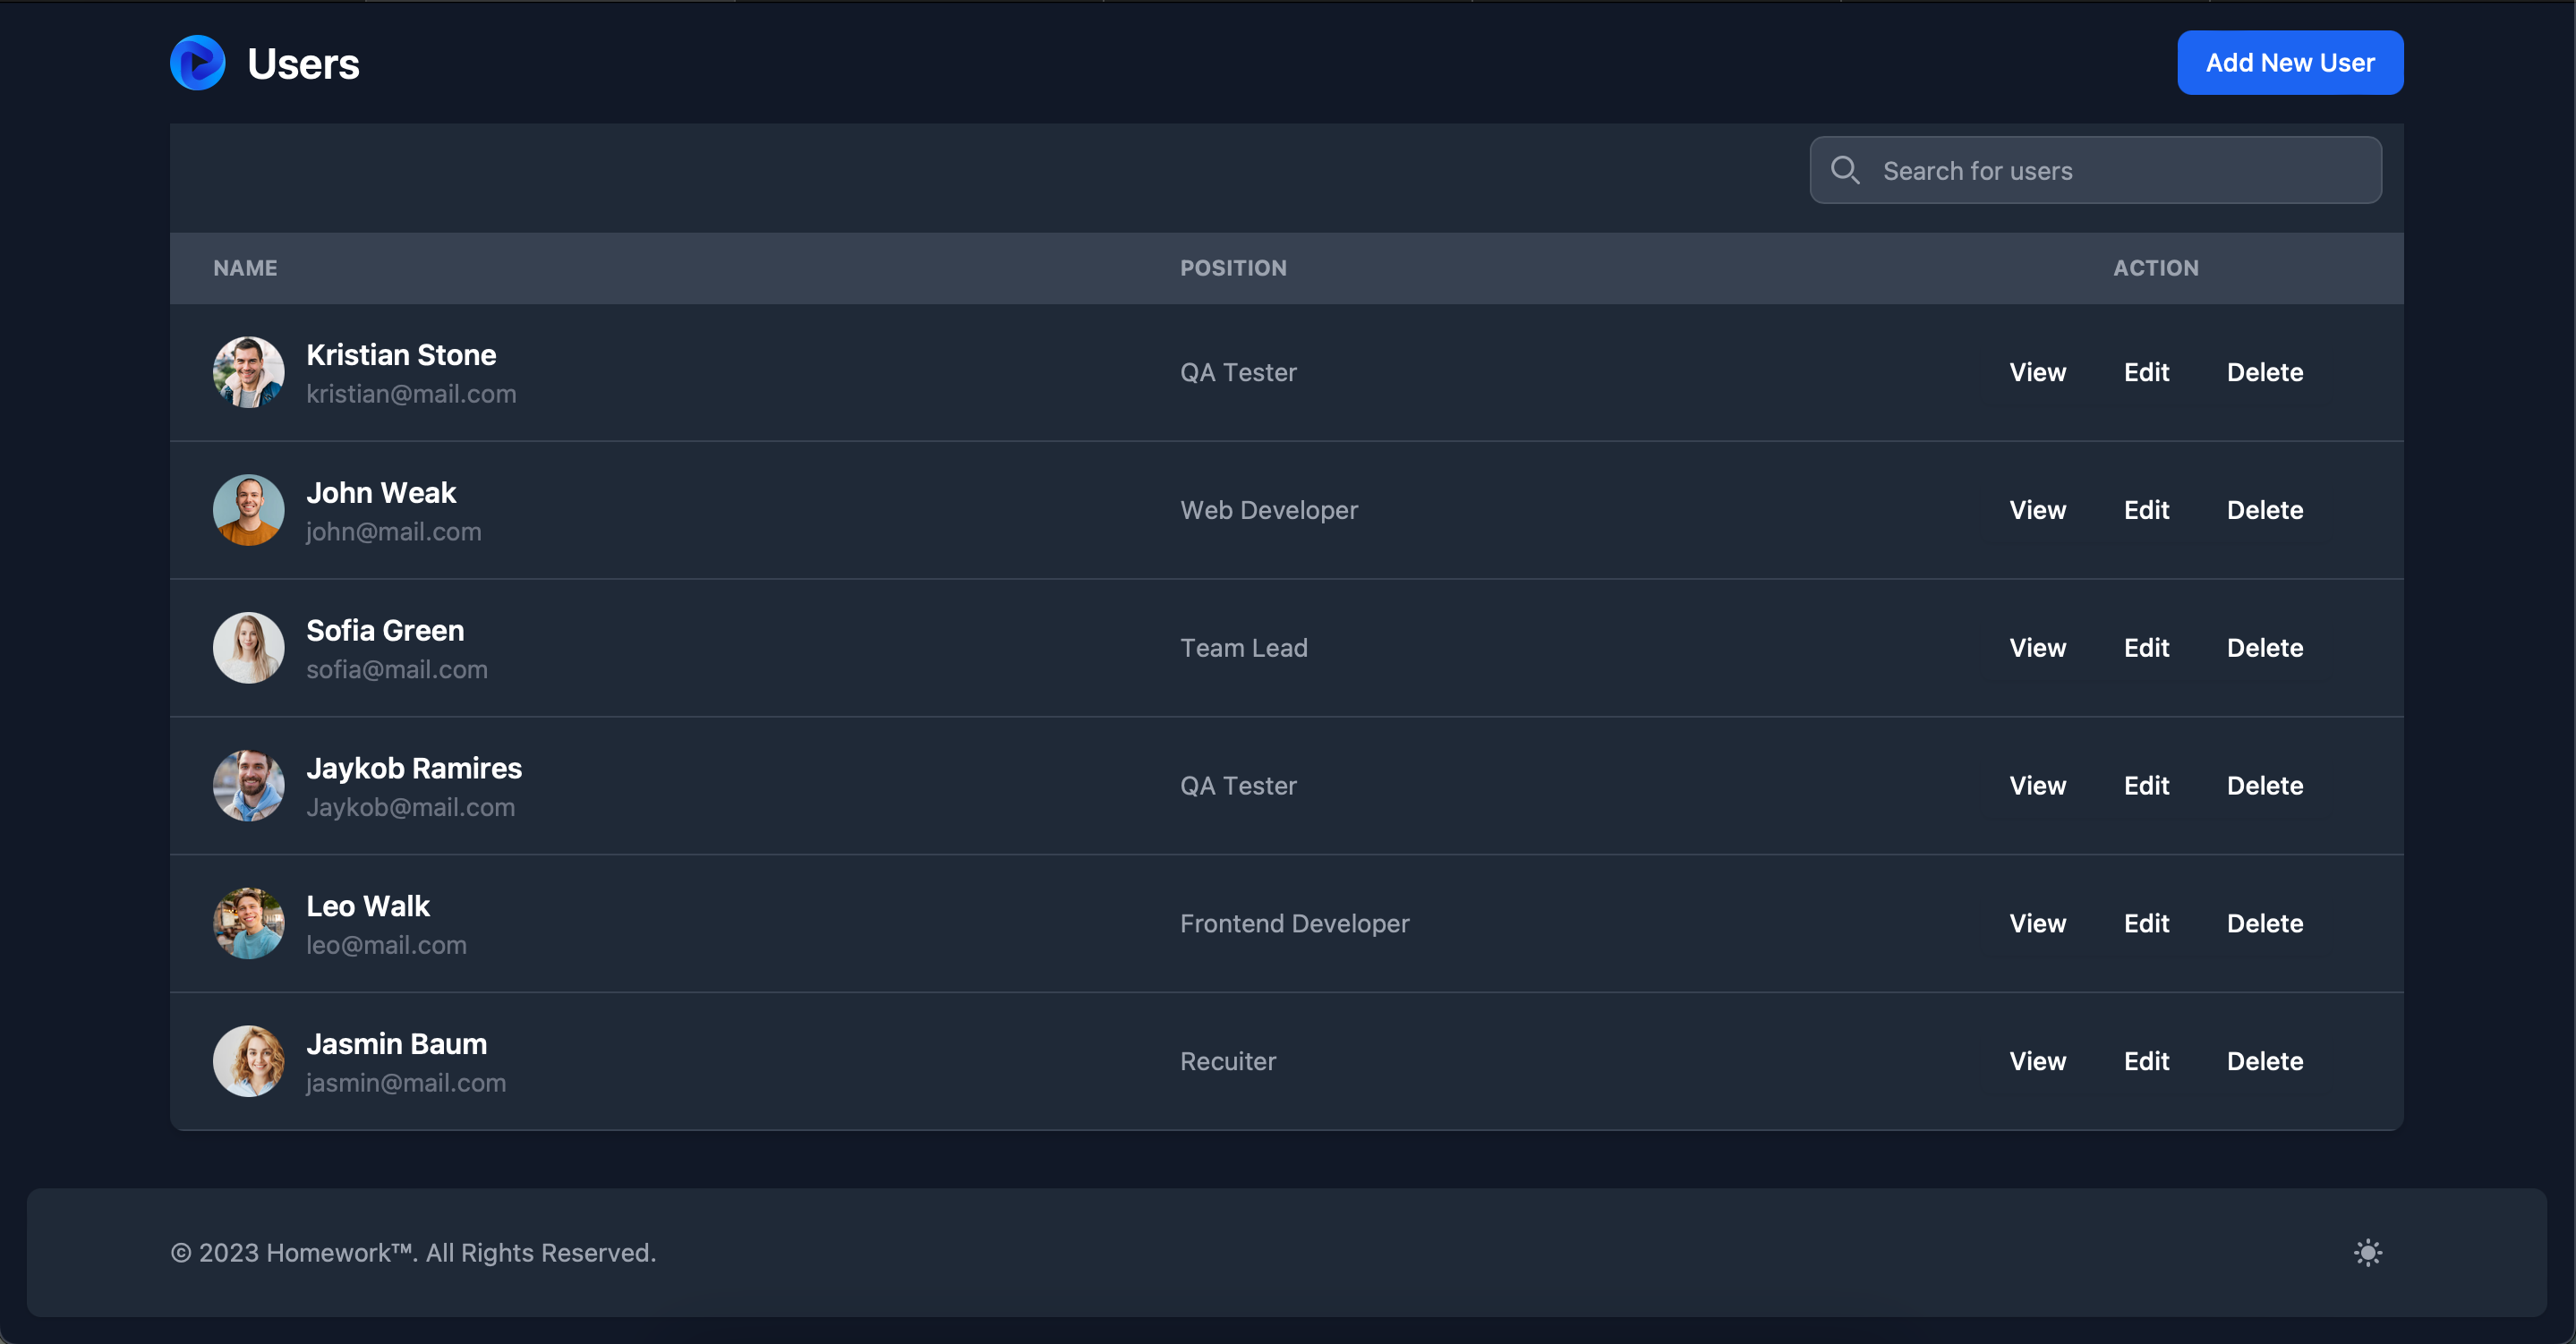 Users
Add New User
Search for users
NAME POSITION ACTION
Kristian Stone
kristian@mail.com
QA Tester
View Edit Delete
John Weak
john@mail.com
Web Developer
View Edit Delete
Sofia Green
sofia@mail.com
Team Lead
View Edit Delete
Jaykob Ramires
Jaykob@mail.com
QA Tester
View Edit Delete
Leo Walk
leo@mail.com
Frontend Developer
View Edit Delete
Jasmin Baum
jasmin@mail.com
Recuiter
View Edit Delete
© 2023 Homework™. All Rights Reserved.